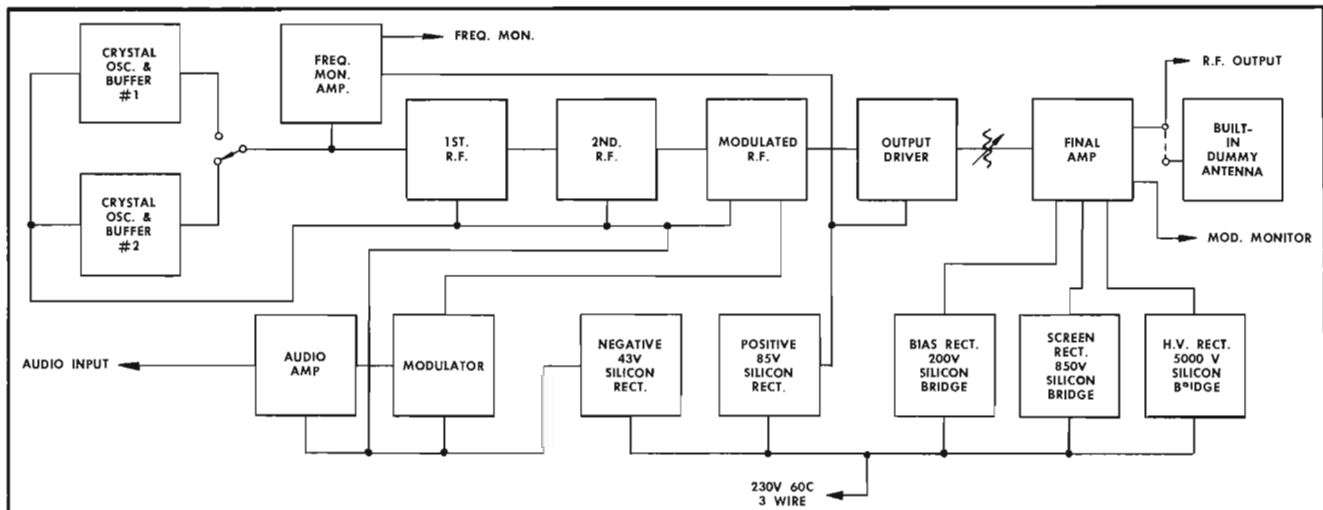 CRYSTAL
OSC. &
BUFFER
#1
FREQ.
MON.
AMP.
FREQ. MON.
R.F. OUTPUT
1ST.
R.F.
2ND.
R.F.
MODULATED
R.F.
OUTPUT
DRIVER
FINAL
AMP
BUILT-
IN
DUMMY
ANTENNA
CRYSTAL
OSC. &
BUFFER
#2
MOD. MONITOR
AUDIO INPUT
AUDIO
AMP
MODULATOR
NEGATIVE
43V
SILICON
RECT.
POSITIVE
85V
SILICON
RECT.
BIAS RECT.
200V
SILICON
BRIDGE
SCREEN
RECT.
850V
SILICON
BRIDGE
H.V. RECT.
5000 V
SILICON
BRIDGE
230V 60C
3 WIRE